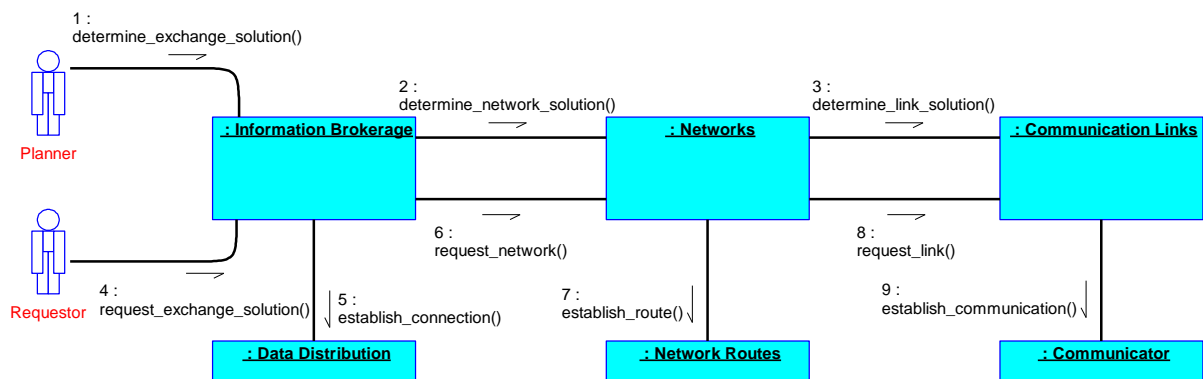 1 :
determine_exchange_solution()
2 :
determine_network_solution()
3 :
determine_link_solution()
: Information Brokerage
: Networks
: Communication Links
Planner
6 :
request_network()
8 :
request_link()
4 :
request_exchange_solution()
Requestor
5 :
establish_connection()
7 :
establish_route()
9 :
establish_communication()
: Data Distribution
: Network Routes
: Communicator